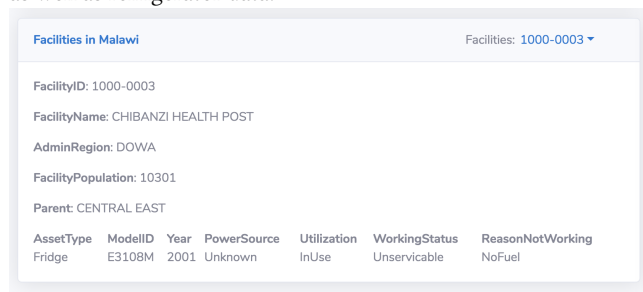 Facilities in Malawi Facilities: 1000-0003
FacilityID: 1000-0003
FacilityName: CHIBANZI HEALTH POST
AdminRegion: DOWA
FacilityPopulation: 10301
Parent: CENTRAL EAST
AssetType ModelID Year PowerSource Utilization WorkingStatus ReasonNotWorking
Fridge E3108M 2001 Unknown InUse Unservicable NoFuel